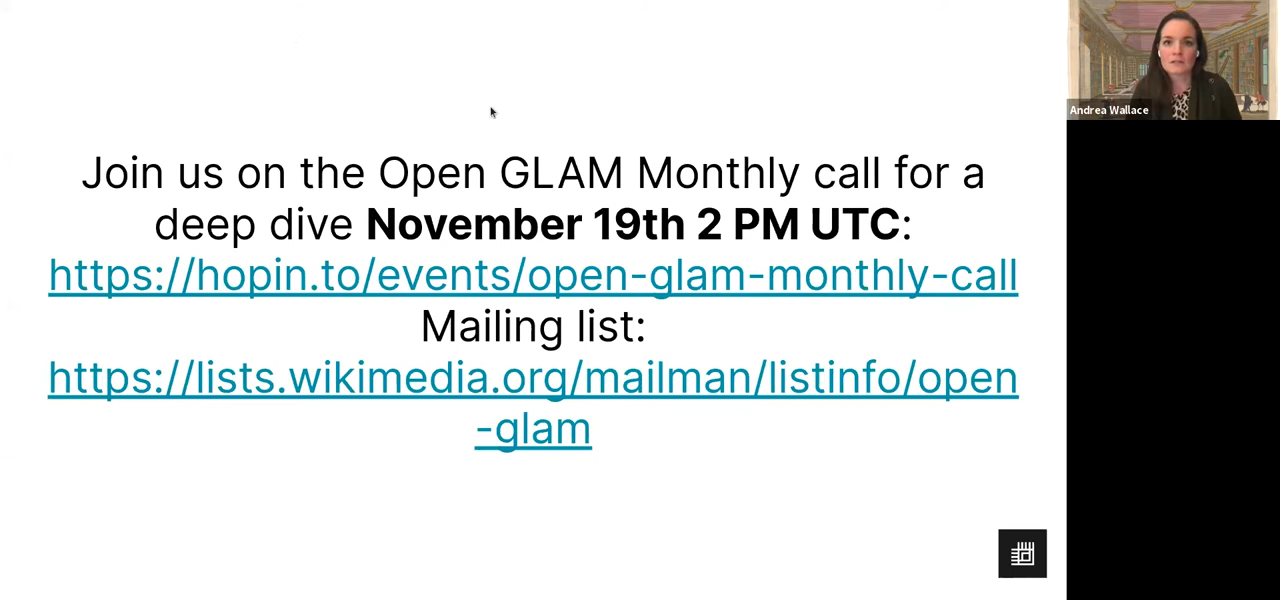 Join us on the Open GLAM Monthly call for a
deep dive November 19th 2 PM UTC:
https://hopin.to/events/open-glam-monthly-call
Mailing list:
https://lists.wikimedia.org/mailman/listinfo/open
-glam
Andrea Wallace